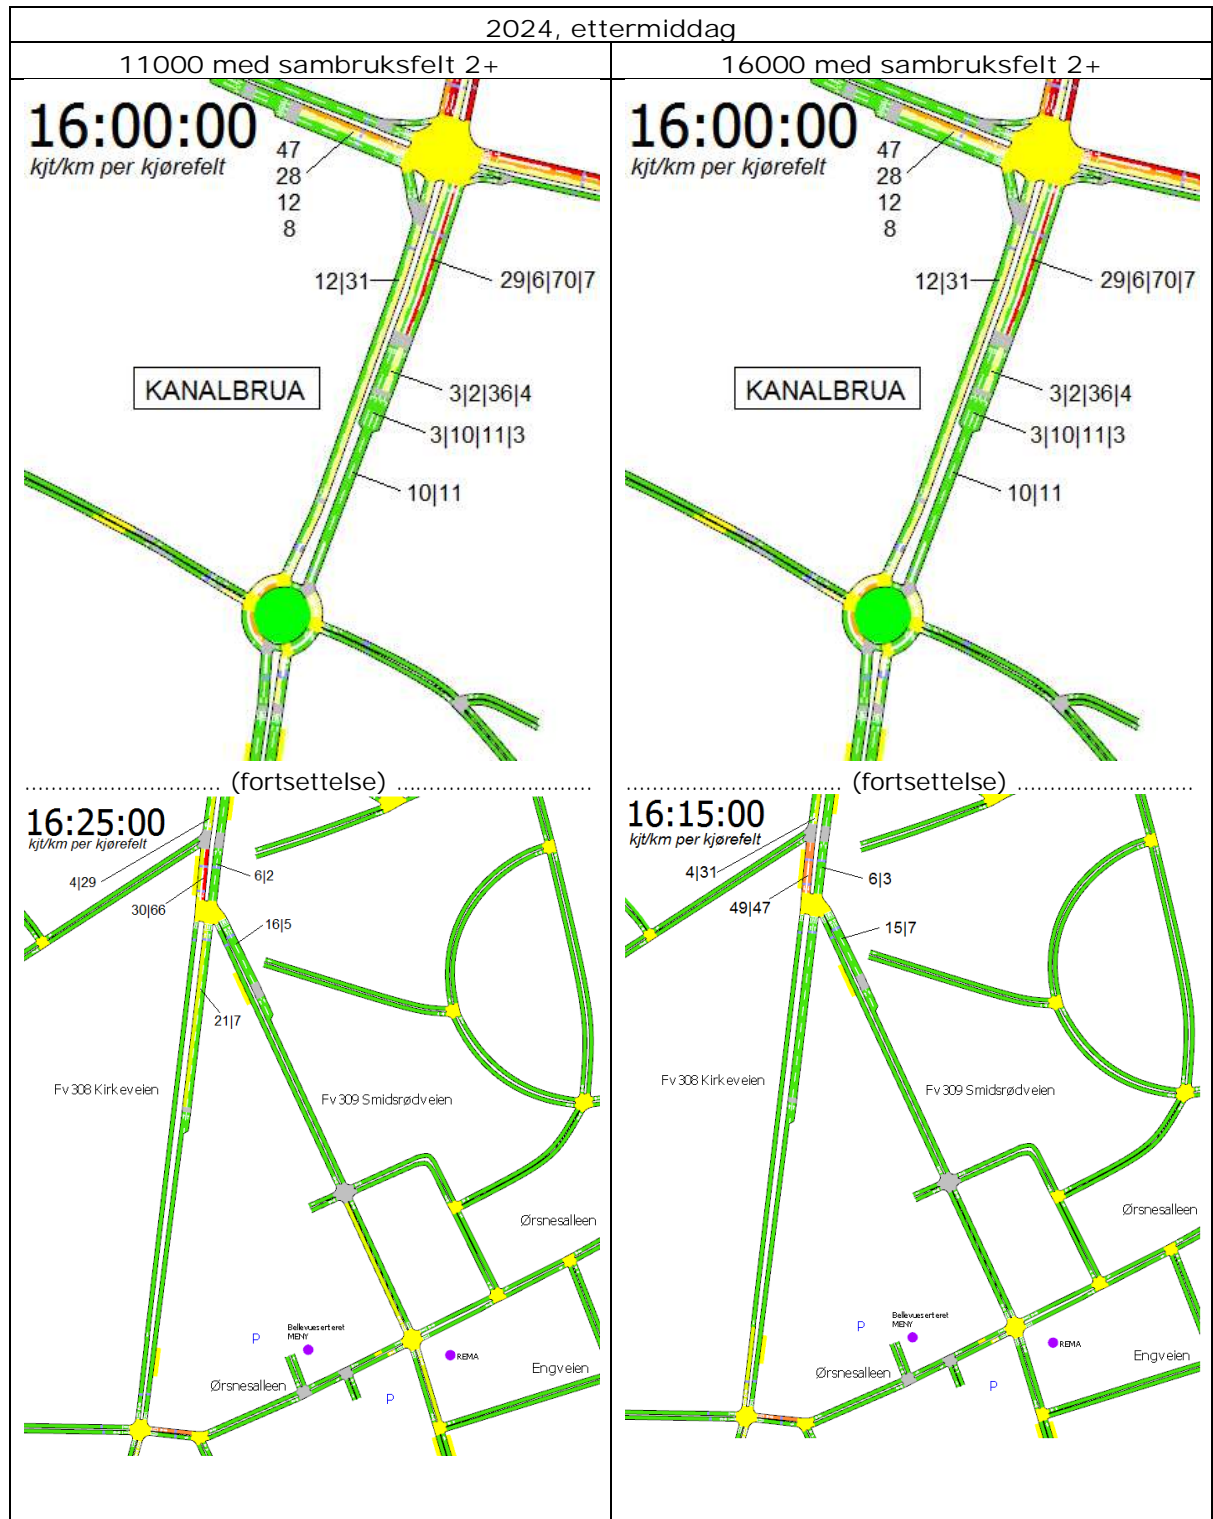 2024, ettermiddag
11000 med sambruksfelt 2+
16000 med sambruksfelt 2+
16:00:00
kjt/km per kjørefelt
47
28
12
8
12|31
29|6|70|7
KANALBRUA
3|2|36|4
3|10|11|3
10|11
16:00:00
kjt/km per kjørefelt
47
28
12
8
12|31
29|6|70|7
KANALBRUA
3|2|36|4
3|10|11|3
10|11
(fortsettelse)
16:25:00
kjt/km per kjørefelt
4|29
6|2
30|66
16|5
21|7
Fv 308 Kirkeveien
Fv 309 Smidsrødveien
Ørsnesalleen
Bellevueserteret
MENY
P
REMA
Engveien
Ørsnesalleen
P
(fortsettelse)
16:15:00
kjt/km per kjørefelt
4|31
6|3
49|47
15|7
Fv 308 Kirkeveien
Fv 309 Smidsrødveien
Ørsnesalleen
Bellevueserteret
MENY
P
REMA
Engveien
Ørsnesalleen
P